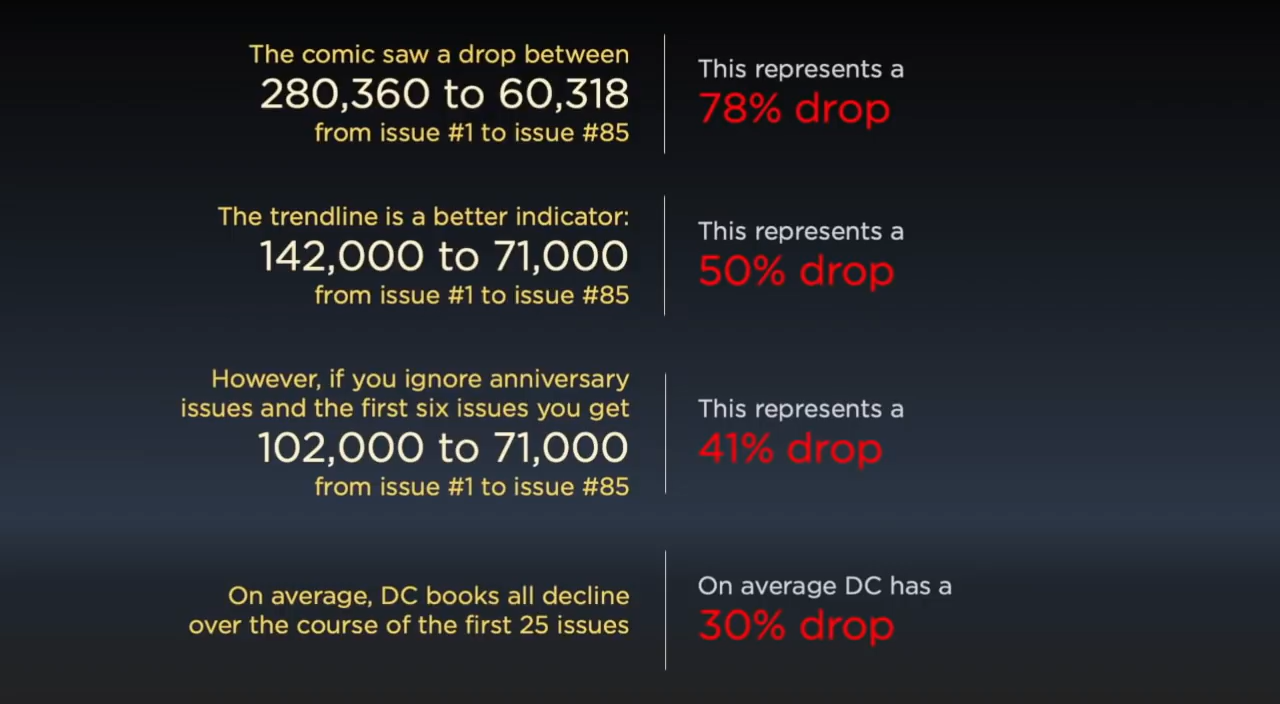 The comic saw a drop between
280,360 to 60,318
from issue #1 to issue #85
This represents a
78% drop
The trendline is a better indicator:
142,000 to 71,000
from issue #1 to issue #85
This represents a
50% drop
However, if you ignore anniversary
issues and the first six issues you get
102,000 to 71,000
from issue #1 to issue #85
This represents a
41% drop
On average, DC books all decline
over the course of the first 25 issues
On average DC has a
30% drop